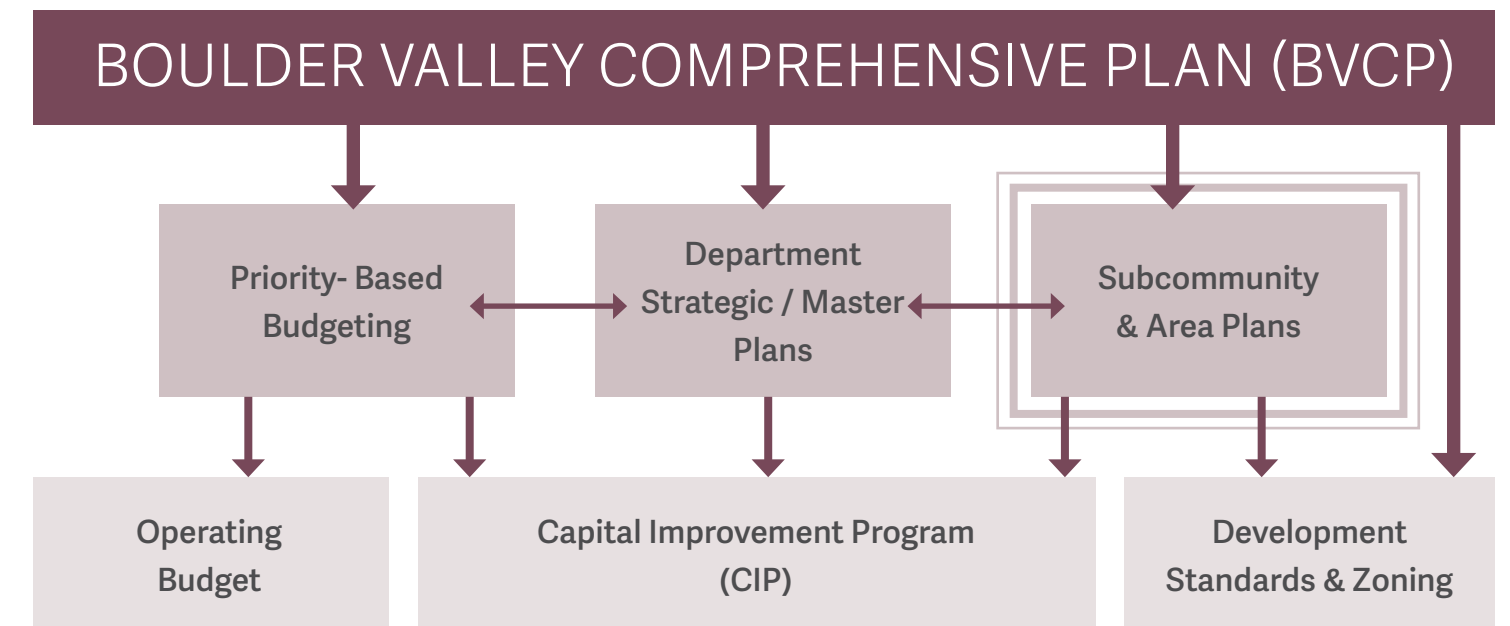 BOULDER VALLEY COMPREHENSIVE PLAN (BVCP)
Priority- Based
Budgeting
Department
Strategic / Master
Plans
Subcommunity
& Area Plans
Operating
Budget
Capital Improvement Program
(CIP)
Development
Standards & Zoning